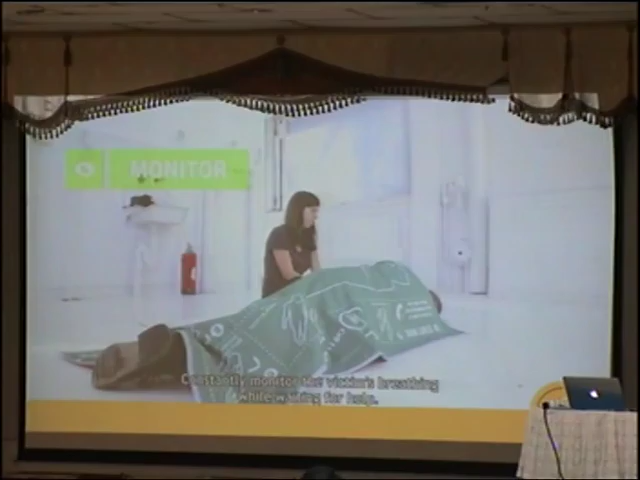 MONITOR
Constantly monitor the victim's breathing
while waiting for help.